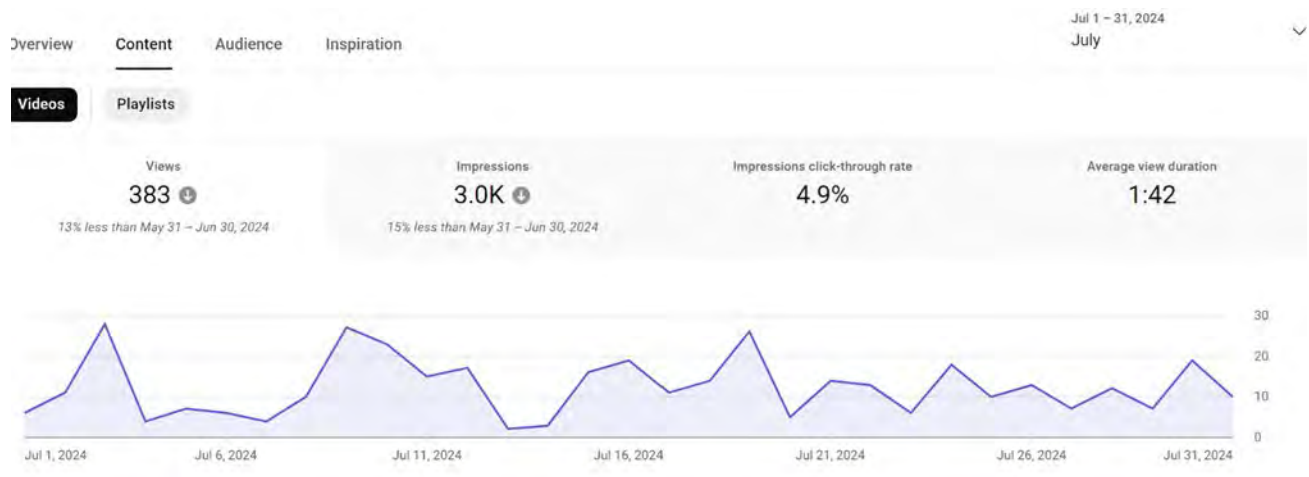 Jul 1 – 31, 2024
Overview Content Audience Inspiration July
Videos Playlists
Views Impressions Impressions click-through rate Average view duration
383 3.0K 4.9% 1:42
13% less than May 31 – Jun 30, 2024 15% less than May 31 – Jun 30, 2024
30
20
10
0
Jul 1, 2024 Jul 6, 2024 Jul 11, 2024 Jul 16, 2024 Jul 21, 2024 Jul 26, 2024 Jul 31, 2024